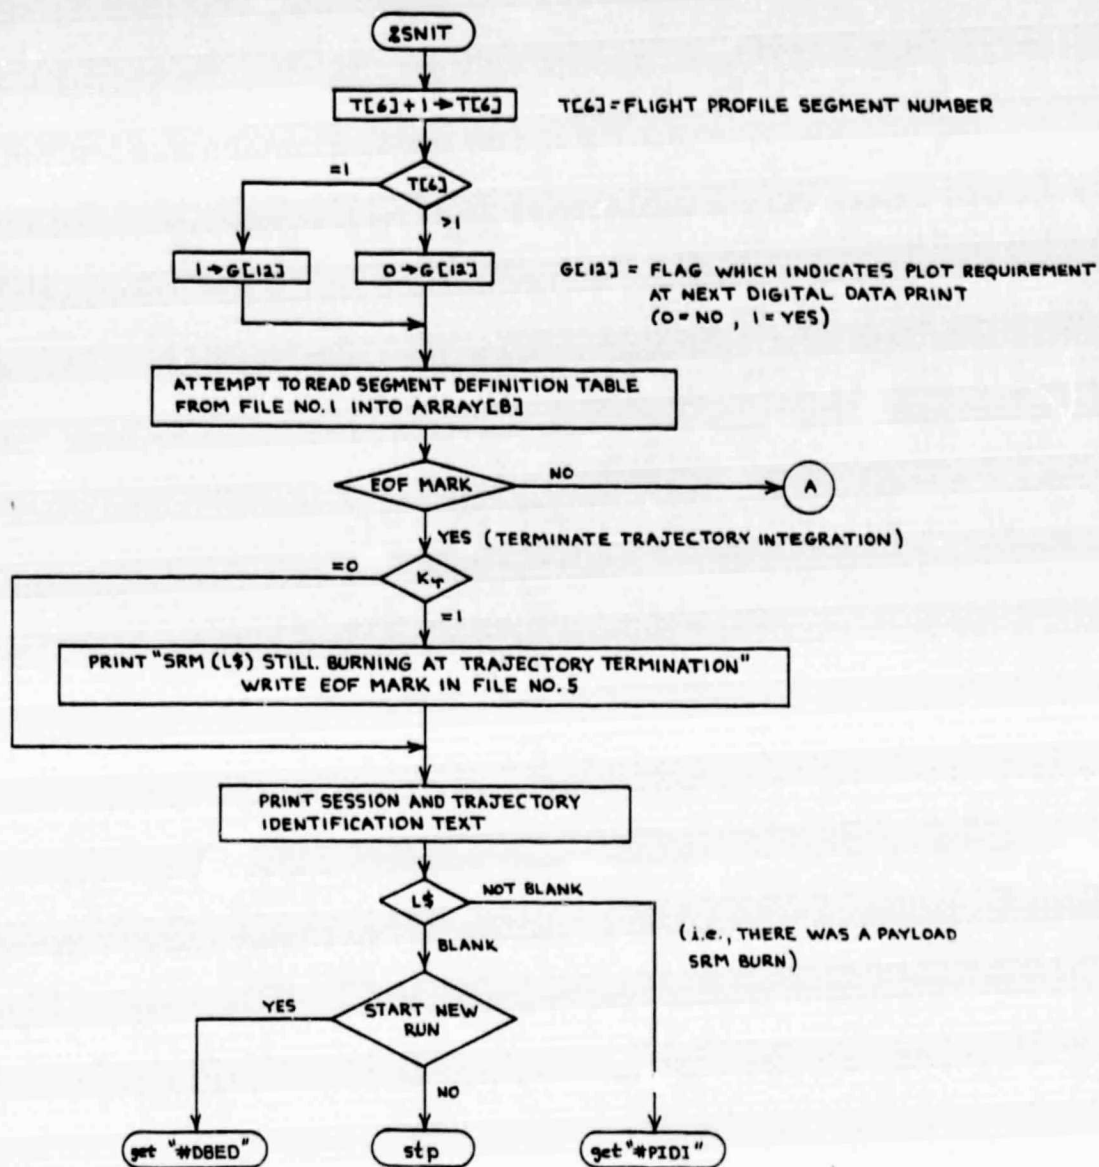 &SNIT
T[6] + 1 → T[6]
T[6] = FLIGHT PROFILE SEGMENT NUMBER
=1
T[6]
>1
1 → G[12]
0 → G[12]
G[12] = FLAG WHICH INDICATES PLOT REQUIREMENT
AT NEXT DIGITAL DATA PRINT
(0 = NO , 1 = YES)
ATTEMPT TO READ SEGMENT DEFINITION TABLE
FROM FILE NO.1 INTO ARRAY[B]
EOF MARK
NO
A
YES (TERMINATE TRAJECTORY INTEGRATION)
=0
=1
PRINT "SRM (L$) STILL BURNING AT TRAJECTORY TERMINATION"
WRITE EOF MARK IN FILE NO. 5
PRINT SESSION AND TRAJECTORY
IDENTIFICATION TEXT
L$
NOT BLANK
BLANK
(i.e., THERE WAS A PAYLOAD
SRM BURN)
YES
START NEW
RUN
NO
get "#DBED"
stp
get "#PIDI"